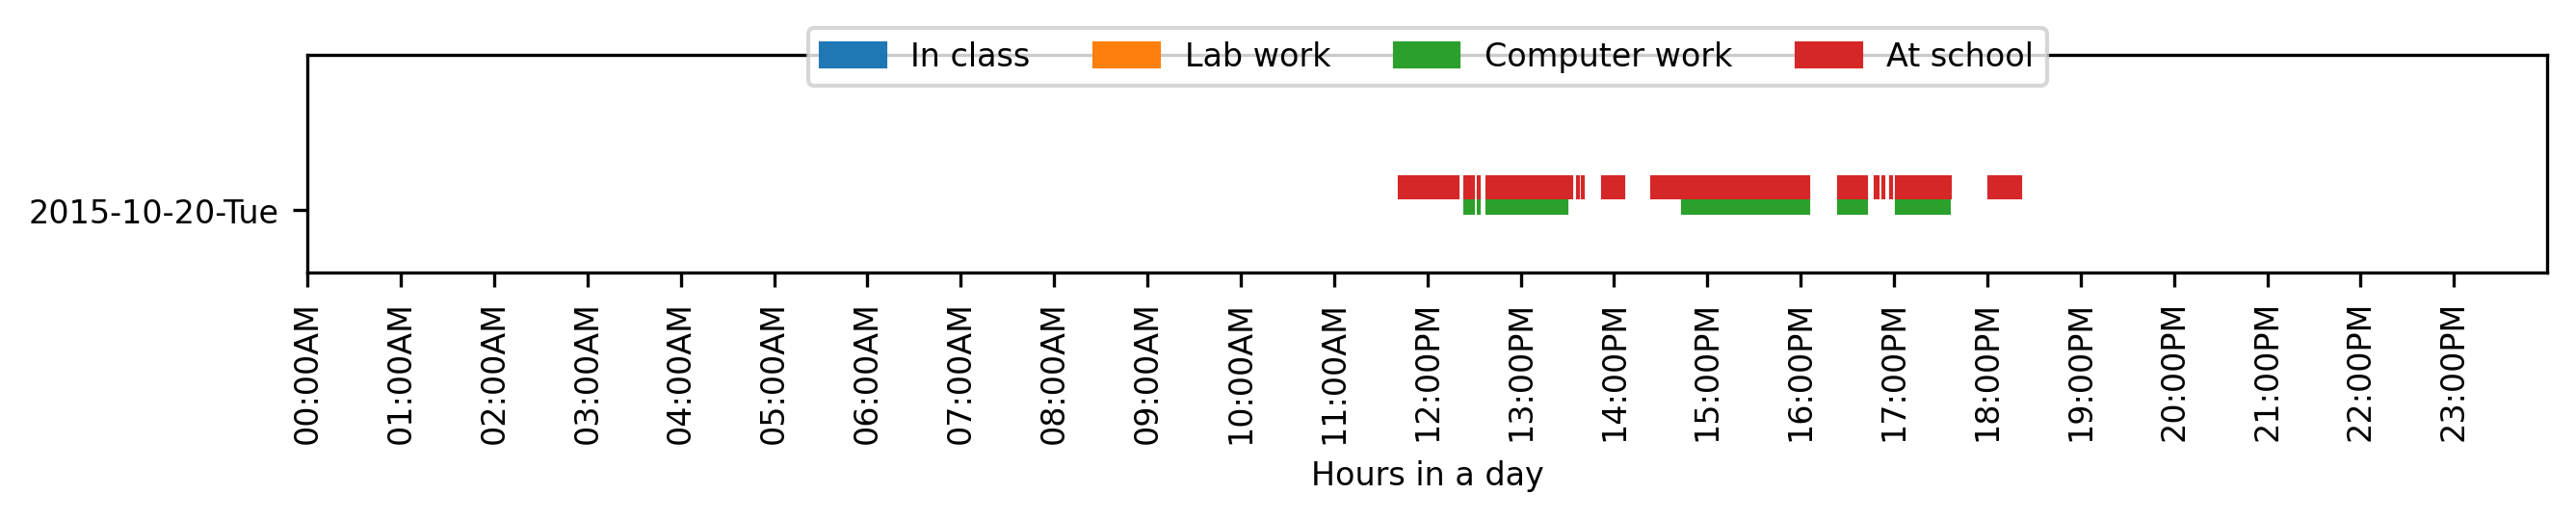 In class Lab work Computer work At school
2015-10-20-Tue
00:00AM 01:00AM 02:00AM 03:00AM 04:00AM 05:00AM 06:00AM 07:00AM 08:00AM 09:00AM 10:00AM 11:00AM 12:00PM 13:00PM 14:00PM 15:00PM 16:00PM 17:00PM 18:00PM 19:00PM 20:00PM 21:00PM 22:00PM 23:00PM
Hours in a day